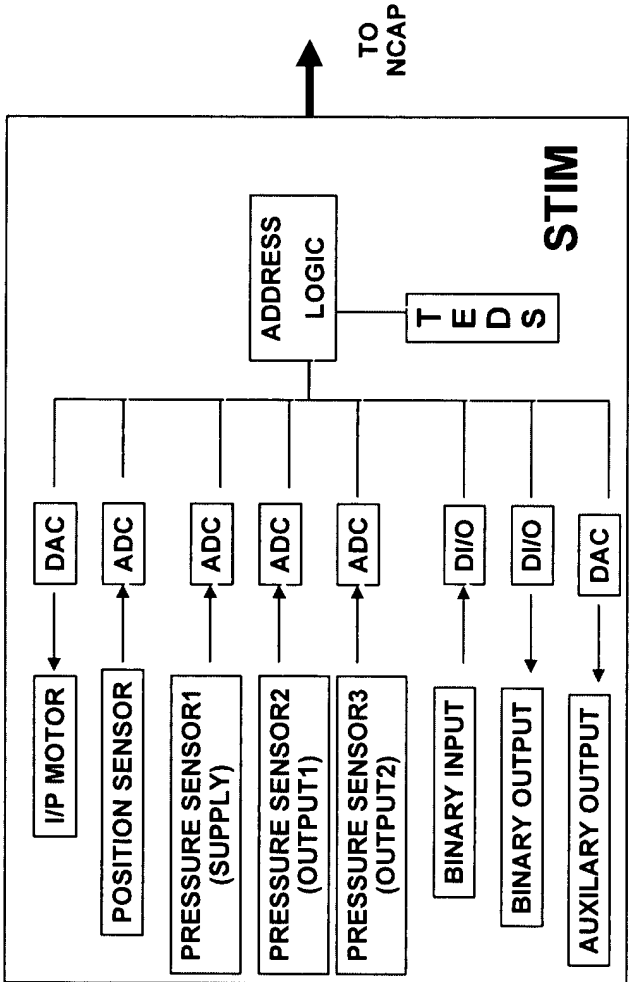 I/P MOTOR
DAC
POSITION SENSOR
ADC
PRESSURE SENSOR1
(SUPPLY)
ADC
PRESSURE SENSOR2
(OUTPUT1)
ADC
PRESSURE SENSOR3
(OUTPUT2)
ADC
BINARY INPUT
DI/O
BINARY OUTPUT
DI/O
AUXILARY OUTPUT
DAC
ADDRESS
LOGIC
T
E
D
S
STIM
TO
NCAP